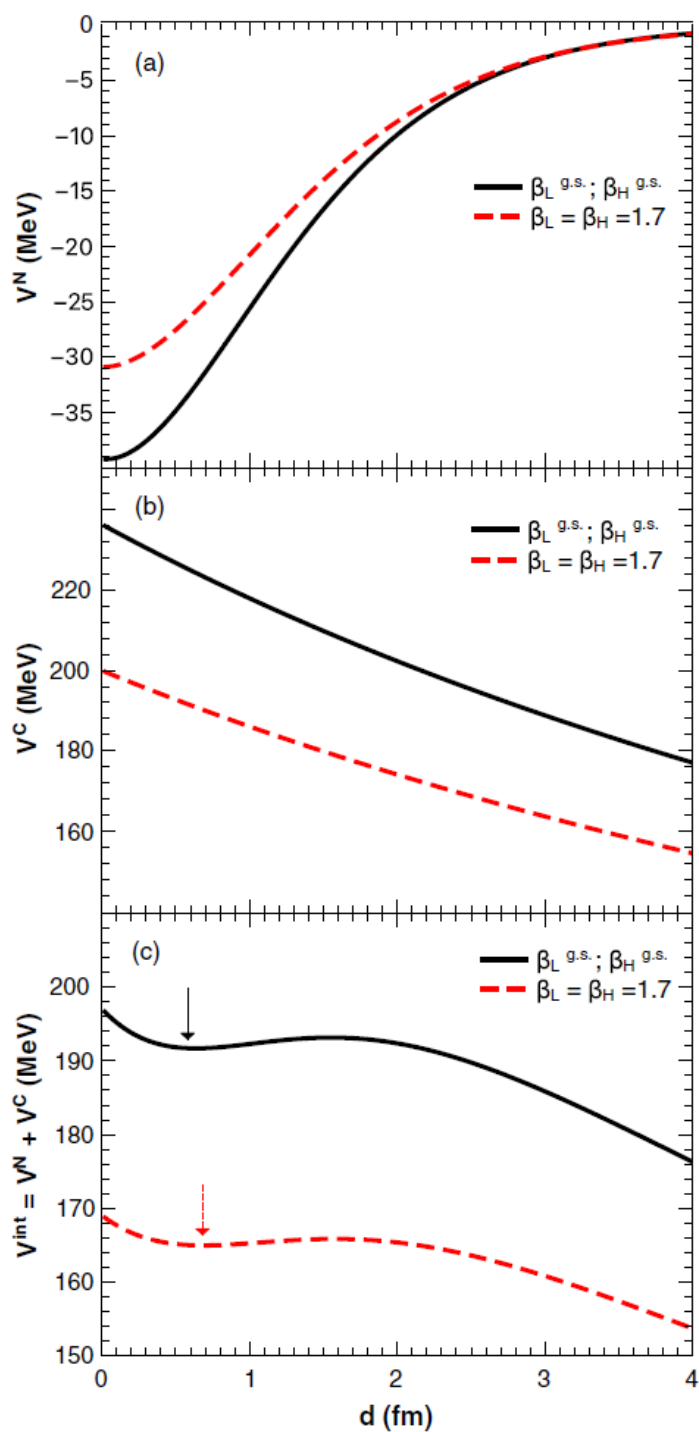 0
−5
−10
−15
−20
−25
−30
−35
V^N (MeV)
(a)
β_L ^g.s. ; β_H ^g.s.
β_L = β_H =1.7
220
200
180
160
V^C (MeV)
(b)
β_L ^g.s. ; β_H ^g.s.
β_L = β_H =1.7
200
190
180
170
160
150
V^int = V^N + V^C (MeV)
(c)
β_L ^g.s. ; β_H ^g.s.
β_L = β_H =1.7
0 1 2 3 4
d (fm)